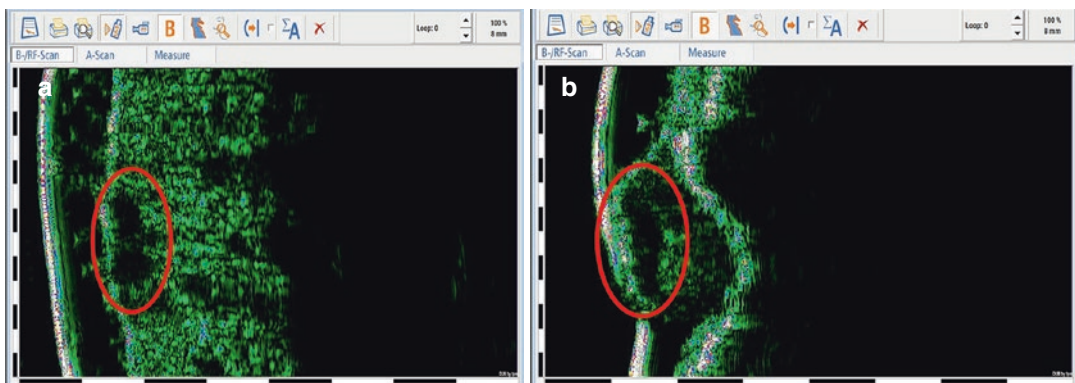 B
Σ
A
Loop: 0
100 %
8 mm
B-/RF-Scan
A-Scan
Measure
a
B
Σ
A
Loop: 0
100 %
8 mm
B-/RF-Scan
A-Scan
Measure
b